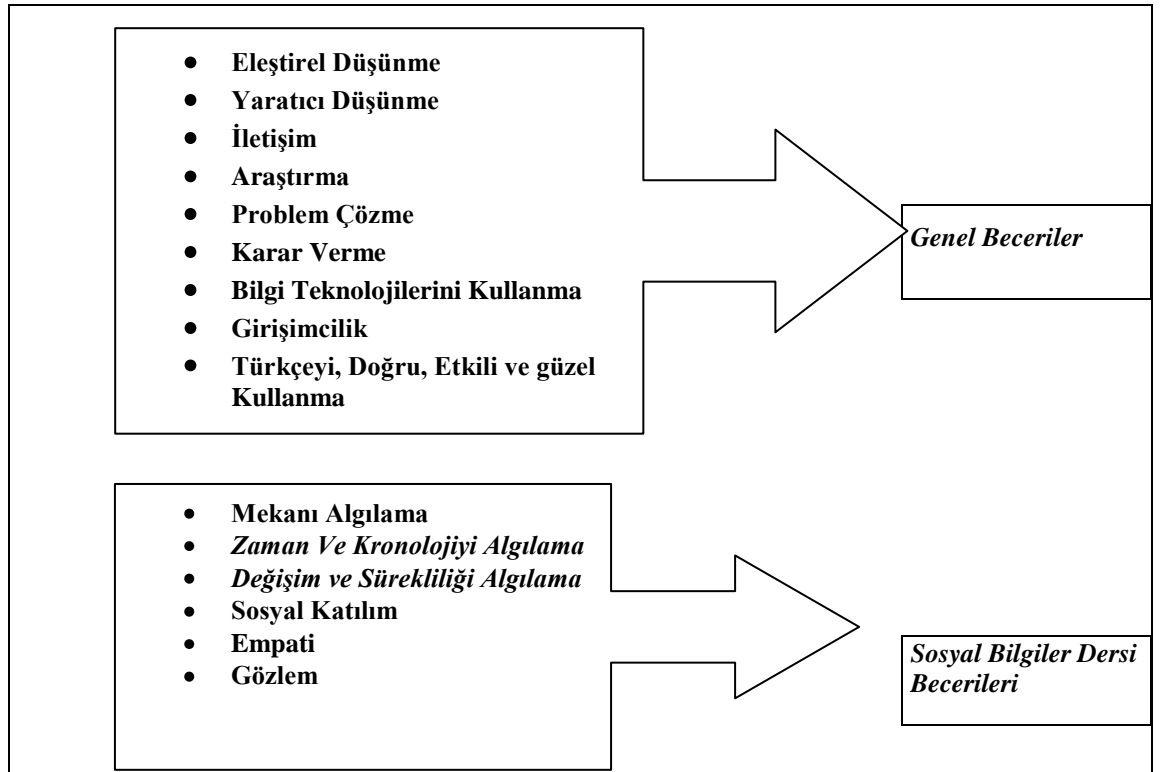 • Eleştirel Düşünme
• Yaratıcı Düşünme
• İletişim
• Araştırma
• Problem Çözme
• Karar Verme
• Bilgi Teknolojilerini Kullanma
• Girişimcilik
• Türkçeyi, Doğru, Etkili ve güzel
Kullanma
Genel Beceriler
• Mekanı Algılama
• Zaman Ve Kronolojiyi Algılama
• Değişim ve Sürekliliği Algılama
• Sosyal Katılım
• Empati
• Gözlem
Sosyal Bilgiler Dersi
Becerileri